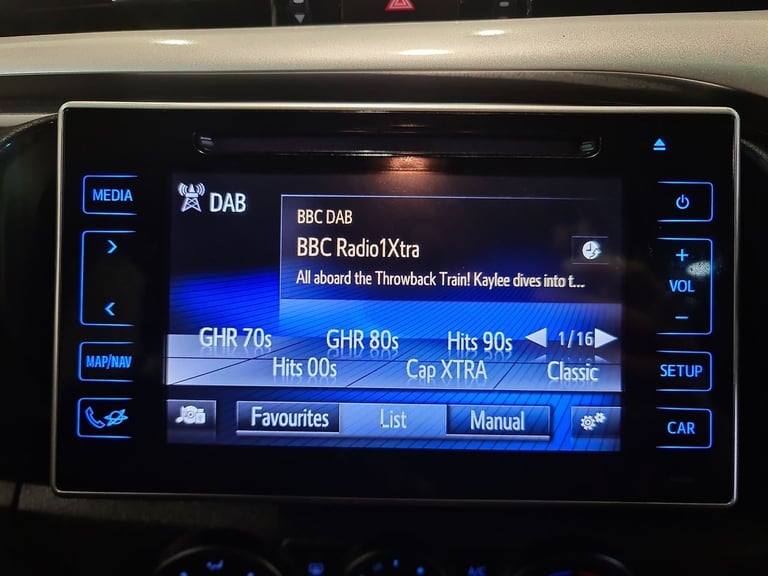 MEDIA
MAP/NAV
DAB
BBC DAB
BBC Radio1Xtra
All aboard the Throwback Train! Kaylee dives into t...
GHR 70s GHR 80s Hits 90s 1/16
Hits 00s Cap XTRA Classic
Favourites List Manual
+
VOL
−
SETUP
CAR
A/C